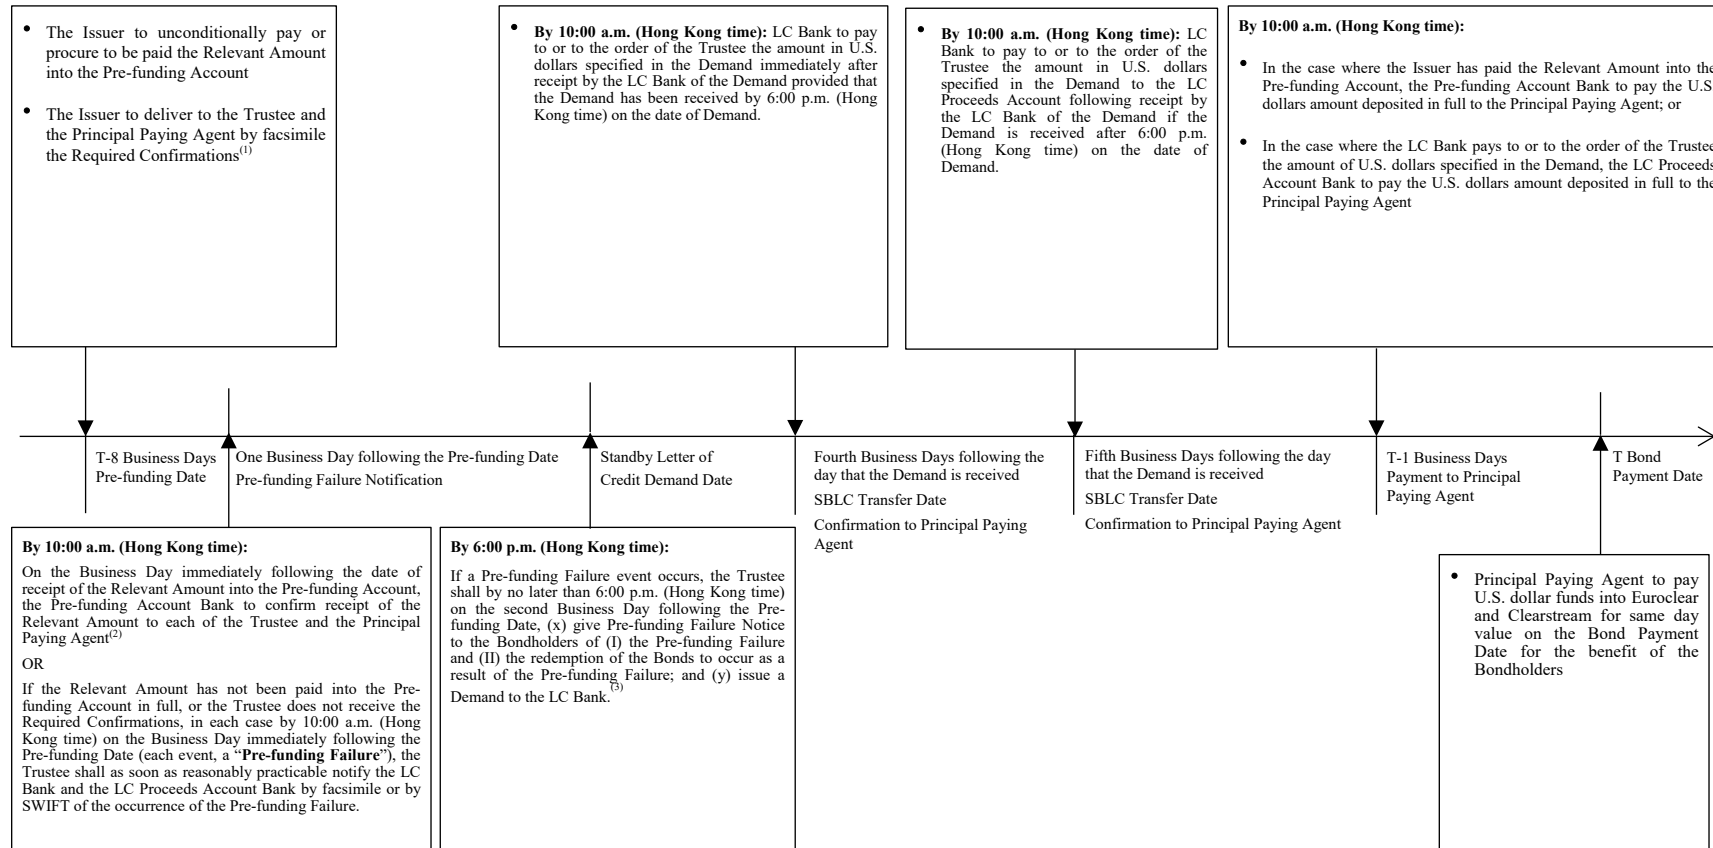 • The Issuer to unconditionally pay or
procure to be paid the Relevant Amount
into the Pre-funding Account
• The Issuer to deliver to the Trustee and
the Principal Paying Agent by facsimile
the Required Confirmations(1)
• By 10:00 a.m. (Hong Kong time): LC Bank to pay
to or to the order of the Trustee the amount in U.S.
dollars specified in the Demand immediately after
receipt by the LC Bank of the Demand provided that
the Demand has been received by 6:00 p.m. (Hong
Kong time) on the date of Demand.
• By 10:00 a.m. (Hong Kong time): LC
Bank to pay to or to the order of the
Trustee the amount in U.S. dollars
specified in the Demand to the LC
Proceeds Account following receipt by
the LC Bank of the Demand if the
Demand is received after 6:00 p.m.
(Hong Kong time) on the date of
Demand.
By 10:00 a.m. (Hong Kong time):
• In the case where the Issuer has paid the Relevant Amount into the
Pre-funding Account, the Pre-funding Account Bank to pay the U.S
dollars amount deposited in full to the Principal Paying Agent; or
• In the case where the LC Bank pays to or to the order of the Trustee
the amount of U.S. dollars specified in the Demand, the LC Proceeds
Account Bank to pay the U.S. dollars amount deposited in full to the
Principal Paying Agent
T-8 Business Days
Pre-funding Date
One Business Day following the Pre-funding Date
Pre-funding Failure Notification
Standby Letter of
Credit Demand Date
Fourth Business Days following the
day that the Demand is received
SBLC Transfer Date
Confirmation to Principal Paying
Agent
Fifth Business Days following the day
that the Demand is received
SBLC Transfer Date
Confirmation to Principal Paying Agent
T-1 Business Days
Payment to Principal
Paying Agent
T Bond
Payment Date
By 10:00 a.m. (Hong Kong time):
On the Business Day immediately following the date of
receipt of the Relevant Amount into the Pre-funding Account,
the Pre-funding Account Bank to confirm receipt of the
Relevant Amount to each of the Trustee and the Principal
Paying Agent(2)
OR
If the Relevant Amount has not been paid into the Pre-
funding Account in full, or the Trustee does not receive the
Required Confirmations, in each case by 10:00 a.m. (Hong
Kong time) on the Business Day immediately following the
Pre-funding Date (each event, a “Pre-funding Failure”), the
Trustee shall as soon as reasonably practicable notify the LC
Bank and the LC Proceeds Account Bank by facsimile or by
SWIFT of the occurrence of the Pre-funding Failure.
By 6:00 p.m. (Hong Kong time):
If a Pre-funding Failure event occurs, the Trustee
shall by no later than 6:00 p.m. (Hong Kong time)
on the second Business Day following the Pre-
funding Date, (x) give Pre-funding Failure Notice
to the Bondholders of (I) the Pre-funding Failure
and (II) the redemption of the Bonds to occur as a
result of the Pre-funding Failure; and (y) issue a
Demand to the LC Bank.(3)
• Principal Paying Agent to pay
U.S. dollar funds into Euroclear
and Clearstream for same day
value on the Bond Payment
Date for the benefit of the
Bondholders